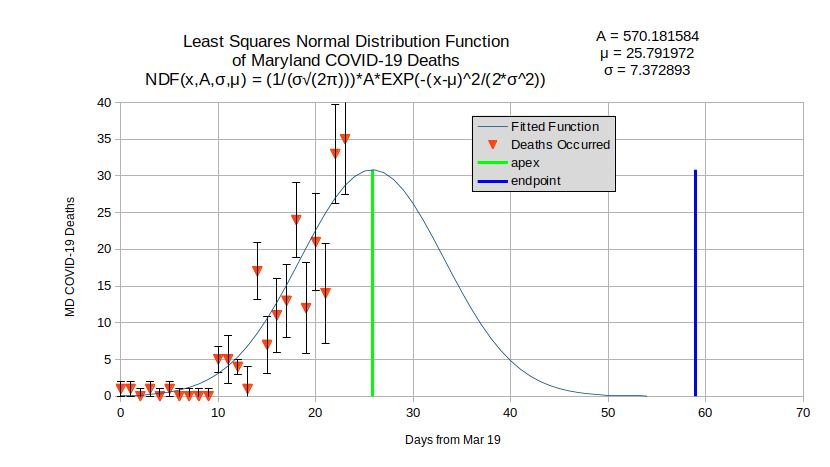 Least Squares Normal Distribution Function
of Maryland COVID-19 Deaths
NDF(x,A,σ,μ) = (1/(σ√(2π)))*A*EXP(-(x-μ)^2/(2*σ^2))
A = 570.181584
μ = 25.791972
σ = 7.372893
Fitted Function
Deaths Occurred
apex
endpoint
MD COVID-19 Deaths
40
35
30
25
20
15
10
5
0
0 10 20 30 40 50 60 70
Days from Mar 19